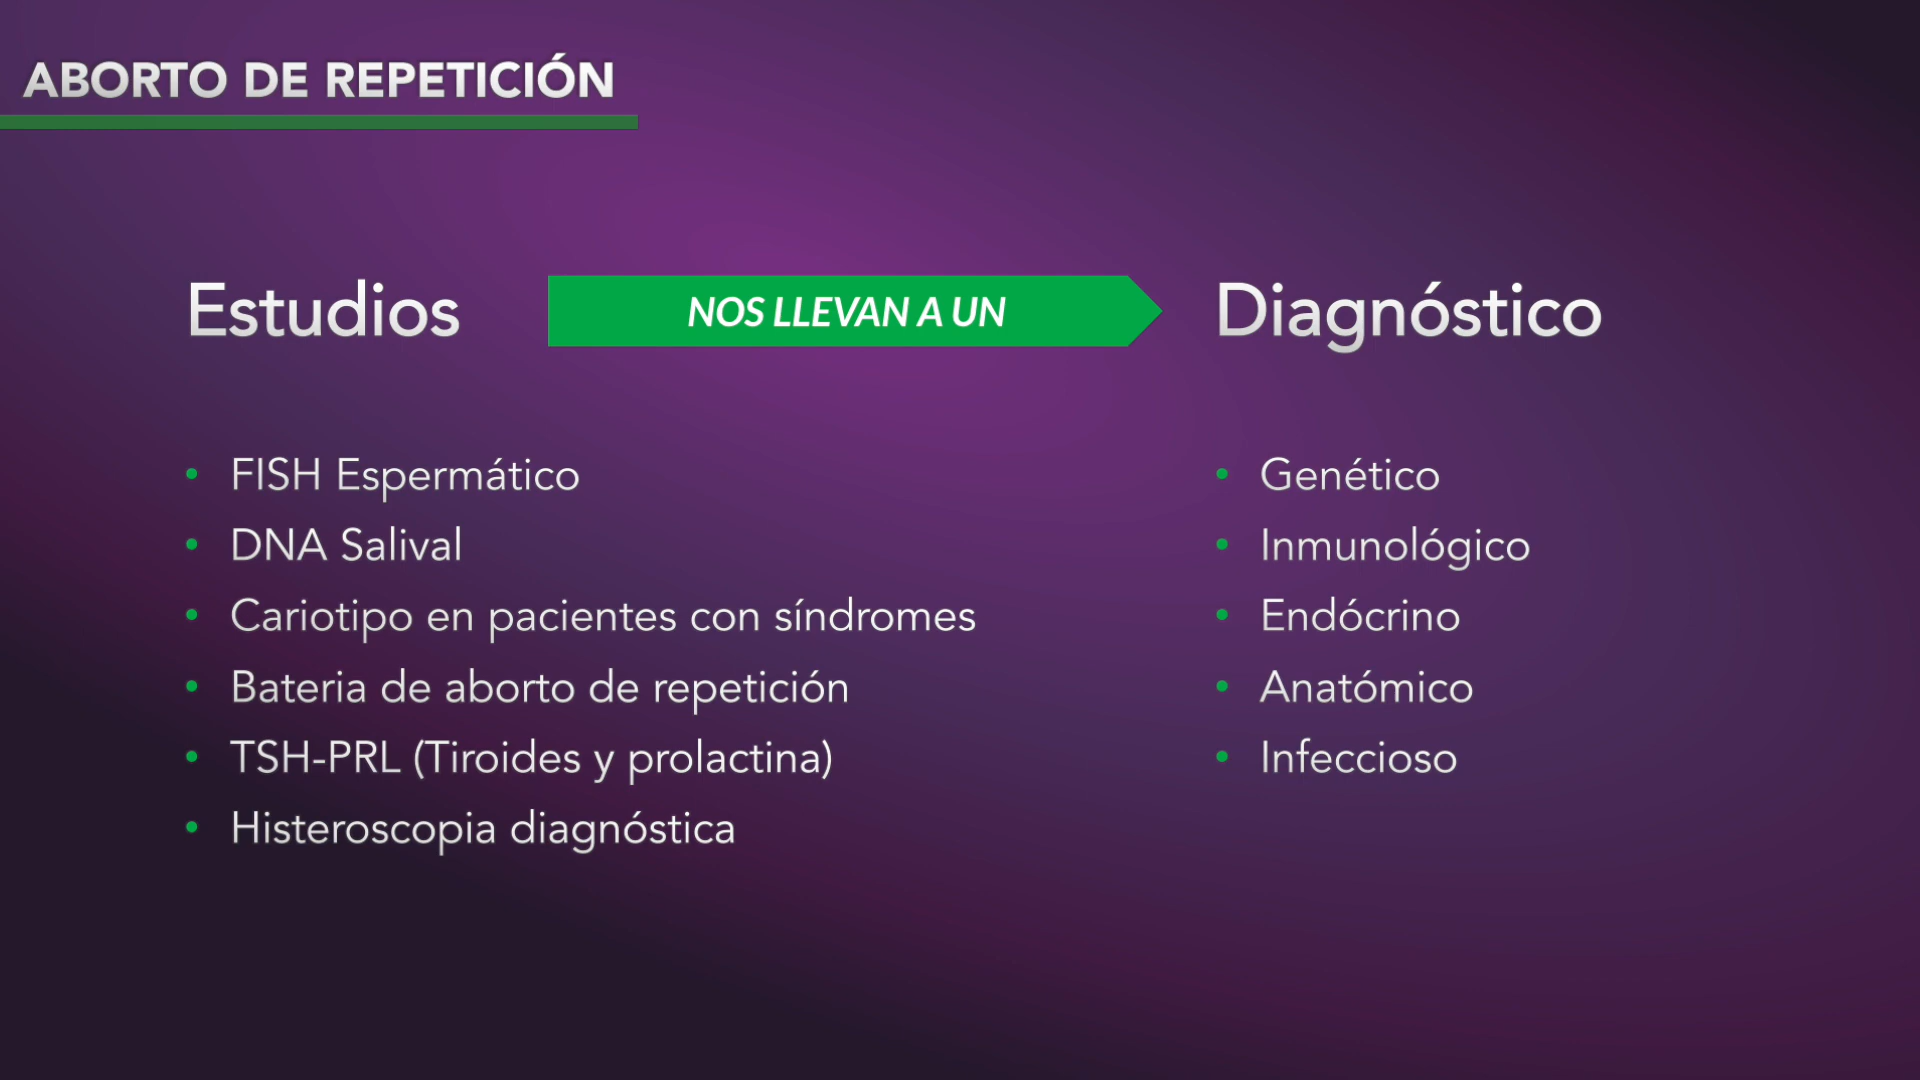 ABORTO DE REPETICIÓN
Estudios
NOS LLEVAN A UN
Diagnóstico
• FISH Espermático
• DNA Salival
• Cariotipo en pacientes con síndromes
• Bateria de aborto de repetición
• TSH-PRL (Tiroides y prolactina)
• Histeroscopia diagnóstica
• Genético
• Inmunológico
• Endócrino
• Anatómico
• Infeccioso